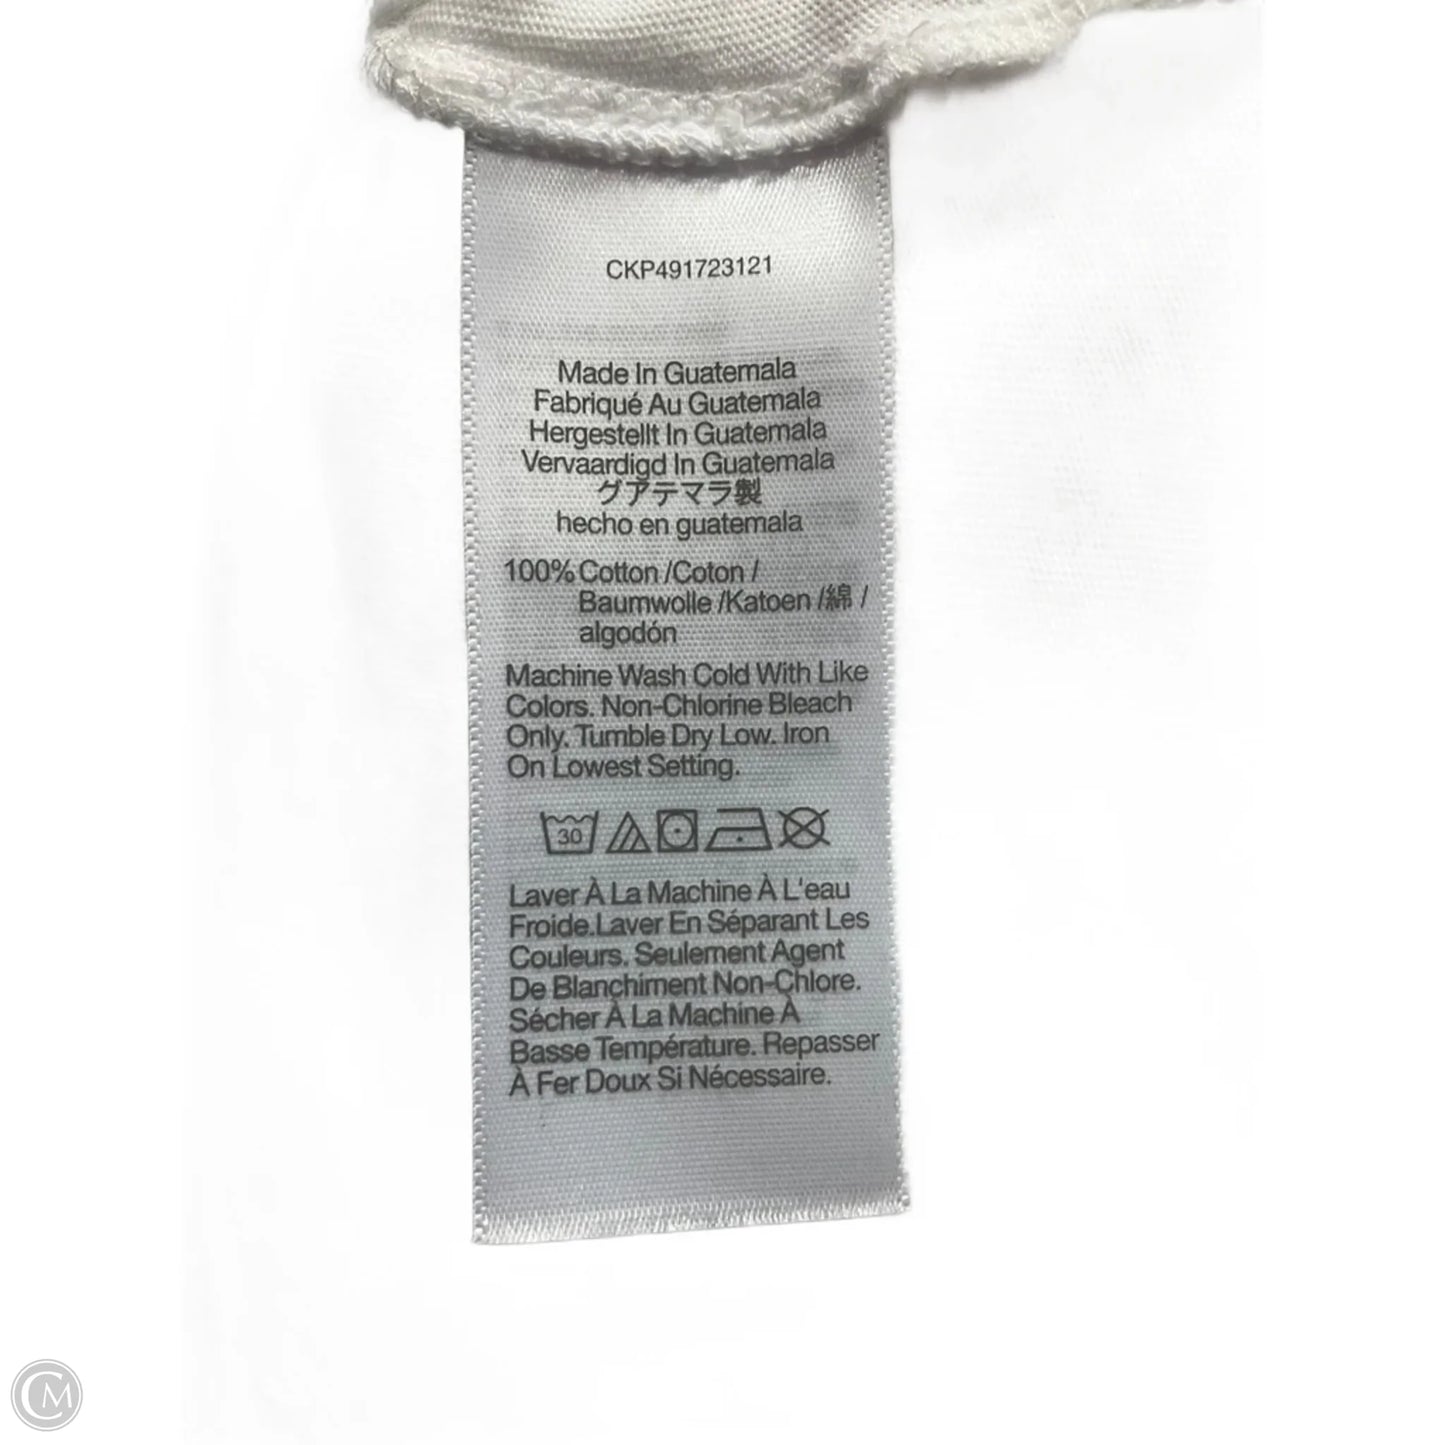 CKP491723121
Made In Guatemala
Fabriqué Au Guatemala
Hergestellt In Guatemala
Vervaardigd In Guatemala
グアテマラ製
hecho en guatemala
100% Cotton /Coton /
Baumwolle /Katoen /綿 /
algodón
Machine Wash Cold With Like
Colors. Non-Chlorine Bleach
Only. Tumble Dry Low. Iron
On Lowest Setting.
30
Laver À La Machine À L'eau
Froide.Laver En Séparant Les
Couleurs. Seulement Agent
De Blanchiment Non-Chlore.
Sécher À La Machine À
Basse Température. Repasser
À Fer Doux Si Nécessaire.
CM